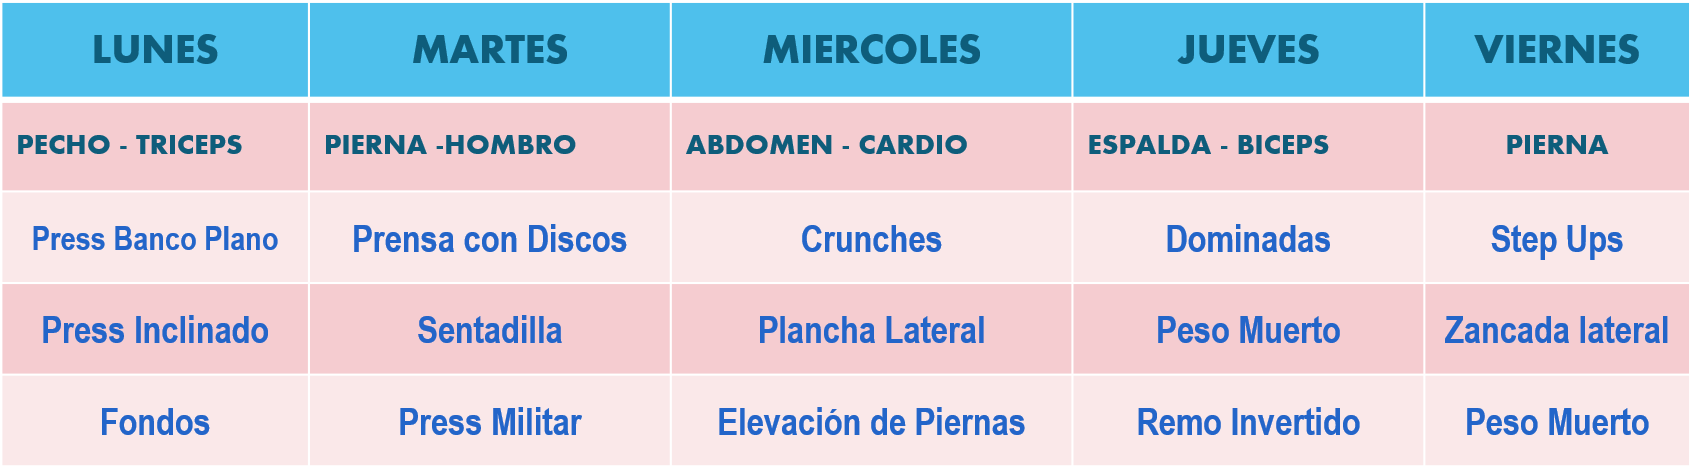 LUNES MARTES MIERCOLES JUEVES VIERNES
PECHO - TRICEPS PIERNA -HOMBRO ABDOMEN - CARDIO ESPALDA - BICEPS PIERNA
Press Banco Plano Prensa con Discos Crunches Dominadas Step Ups
Press Inclinado Sentadilla Plancha Lateral Peso Muerto Zancada lateral
Fondos Press Militar Elevación de Piernas Remo Invertido Peso Muerto